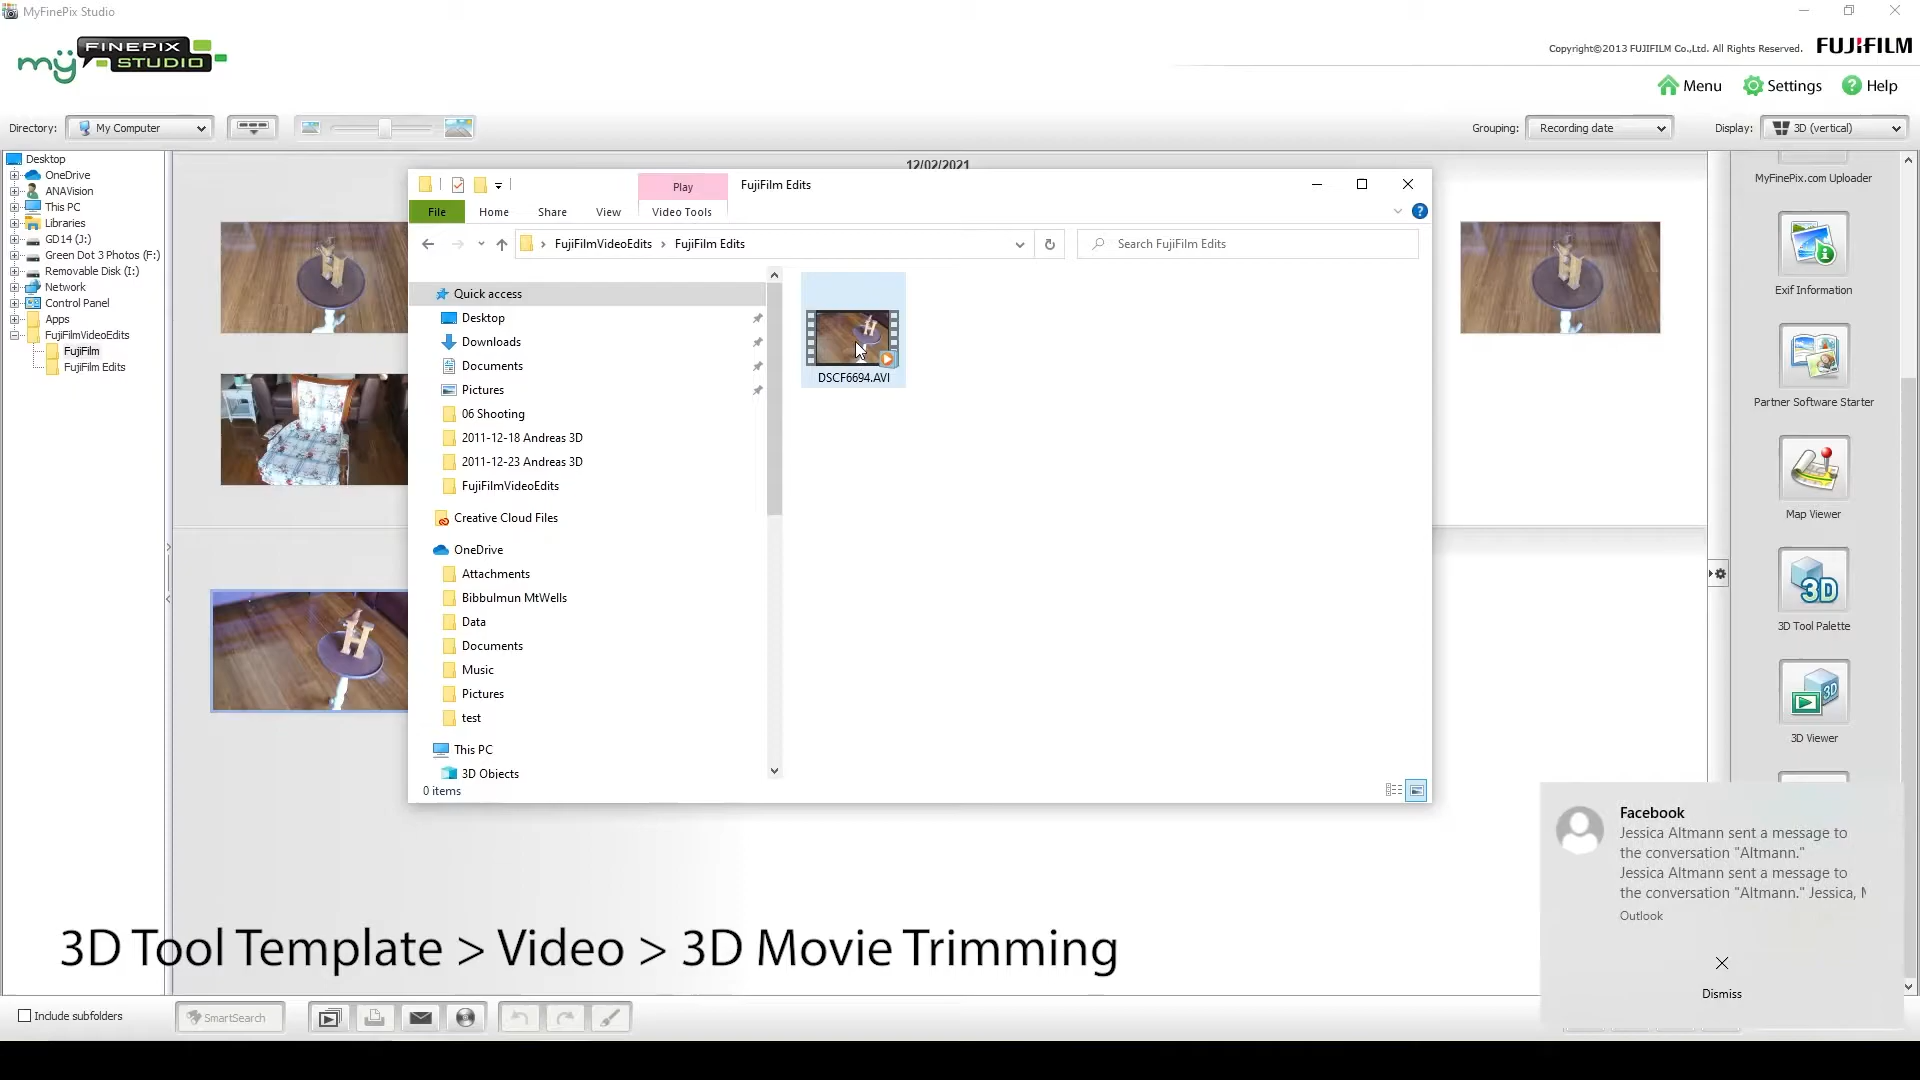 MyFinePix Studio
my FINEPIX STUDIO
Copyright©2013 FUJIFILM Co.,Ltd. All Rights Reserved. FUJIFILM
Menu Settings Help
Directory: My Computer
Grouping: Recording date
Display: 3D (vertical)
Desktop
OneDrive
ANAVision
This PC
Libraries
GD14 (J:)
Green Dot 3 Photos (F:)
Removable Disk (I:)
Network
Control Panel
Apps
FujiFilmVideoEdits
FujiFilm
FujiFilm Edits
12/02/2021
Play
FujiFilm Edits
File Home Share View Video Tools
FujiFilmVideoEdits > FujiFilm Edits
Search FujiFilm Edits
Quick access
Desktop
Downloads
Documents
Pictures
06 Shooting
2011-12-18 Andreas 3D
2011-12-23 Andreas 3D
FujiFilmVideoEdits
Creative Cloud Files
OneDrive
Attachments
Bibbulmun MtWells
Data
Documents
Music
Pictures
test
This PC
3D Objects
0 items
DSCF6694.AVI
MyFinePix.com Uploader
Exif Information
Partner Software Starter
Map Viewer
3D
3D Tool Palette
3D
3D Viewer
Facebook
Jessica Altmann sent a message to
the conversation "Altmann."
Jessica Altmann sent a message to
the conversation "Altmann." Jessica,
Outlook
Dismiss
3D Tool Template > Video > 3D Movie Trimming
Include subfolders
SmartSearch